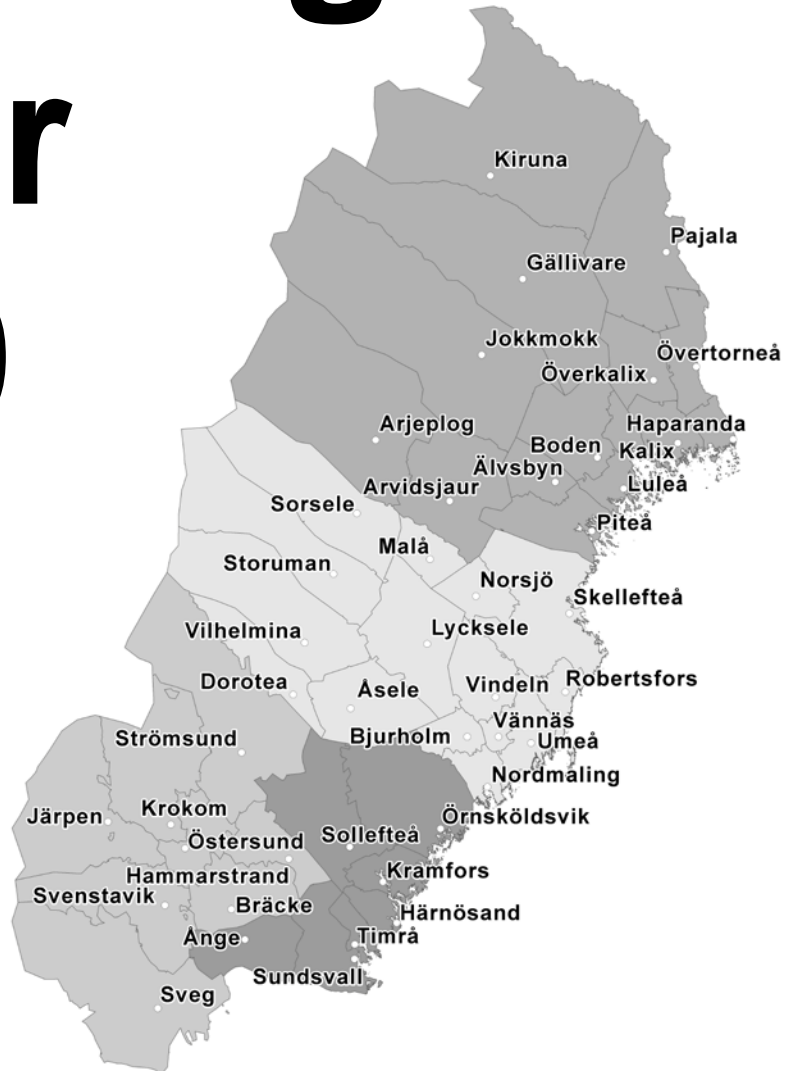 g
r
Kiruna
Pajala
Gällivare
Jokkmokk
Övertorneå
Överkalix
Arjeplog
Haparanda
Boden
Kalix
Älvsbyn
Luleå
Arvidsjaur
Sorsele
Piteå
Malå
Storuman
Norsjö
Skellefteå
Lycksele
Vilhelmina
Robertsfors
Dorotea
Åsele
Vindeln
Vännäs
Bjurholm
Umeå
Strömsund
Nordmaling
Järpen
Krokom
Örnsköldsvik
Östersund
Sollefteå
Hammarstrand
Kramfors
Svenstavik
Bräcke
Härnösand
Ånge
Timrå
Sundsvall
Sveg